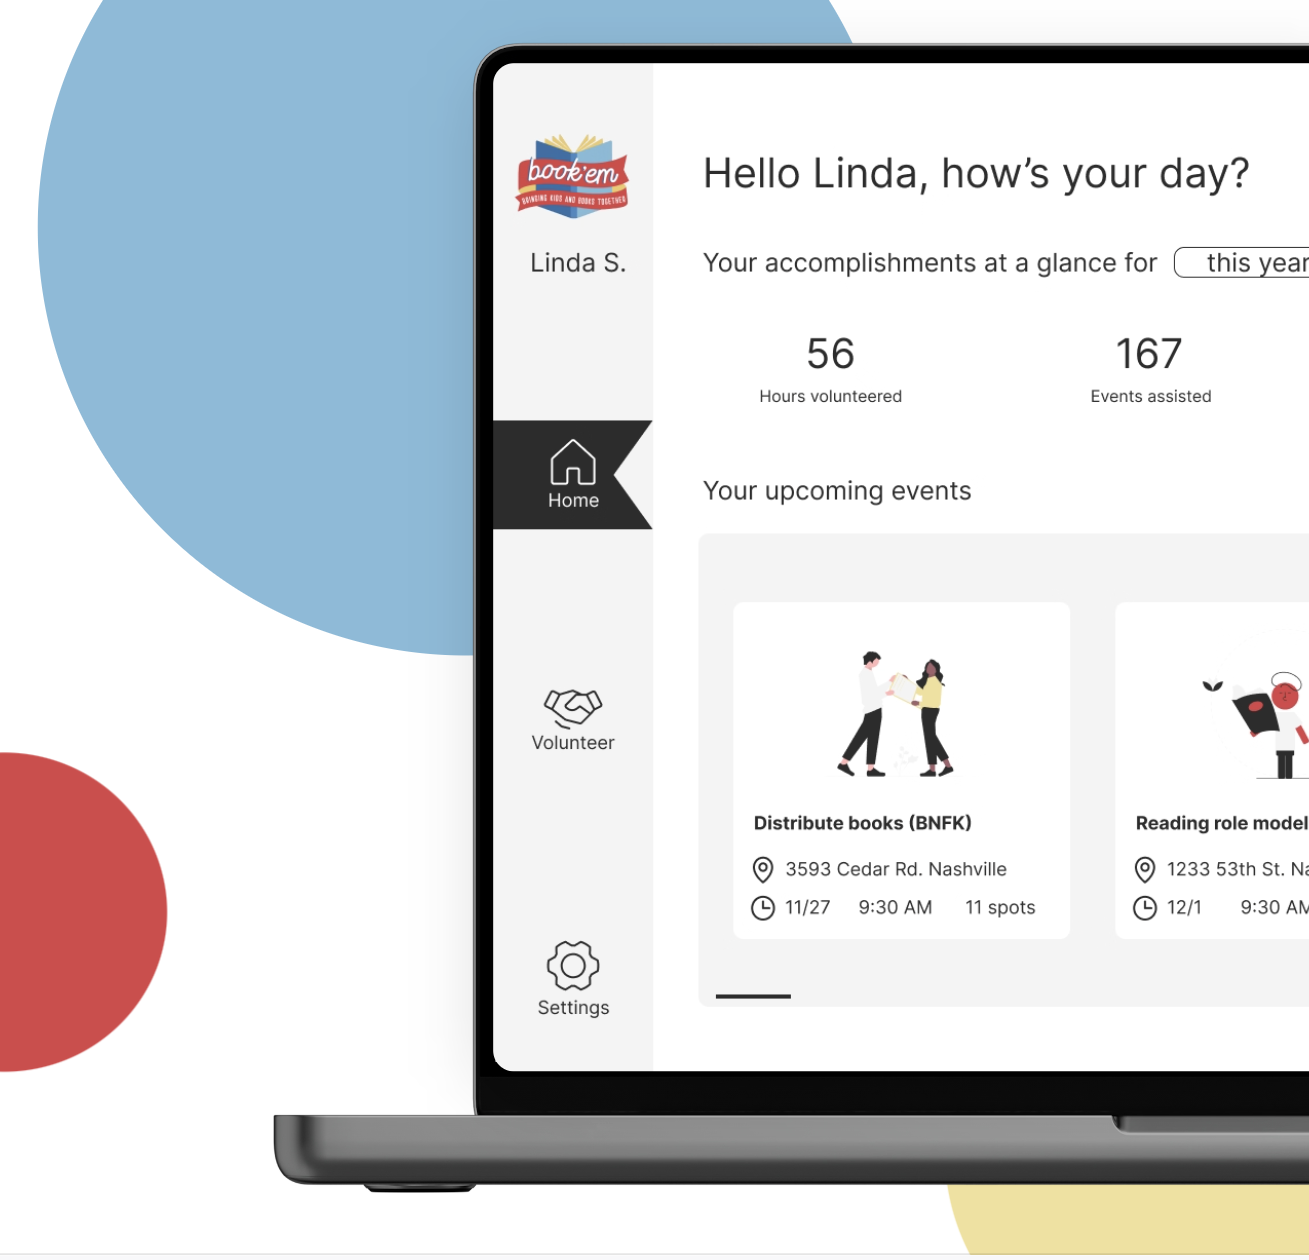 book'em
BRINGING KIDS AND BOOKS TOGETHER
Linda S.
Home
Volunteer
Settings
Hello Linda, how's your day?
Your accomplishments at a glance for this year
56
Hours volunteered
167
Events assisted
Your upcoming events
Distribute books (BNFK)
3593 Cedar Rd. Nashville
11/27 9:30 AM 11 spots
Reading role model
1233 53th St. Na
12/1 9:30 AM